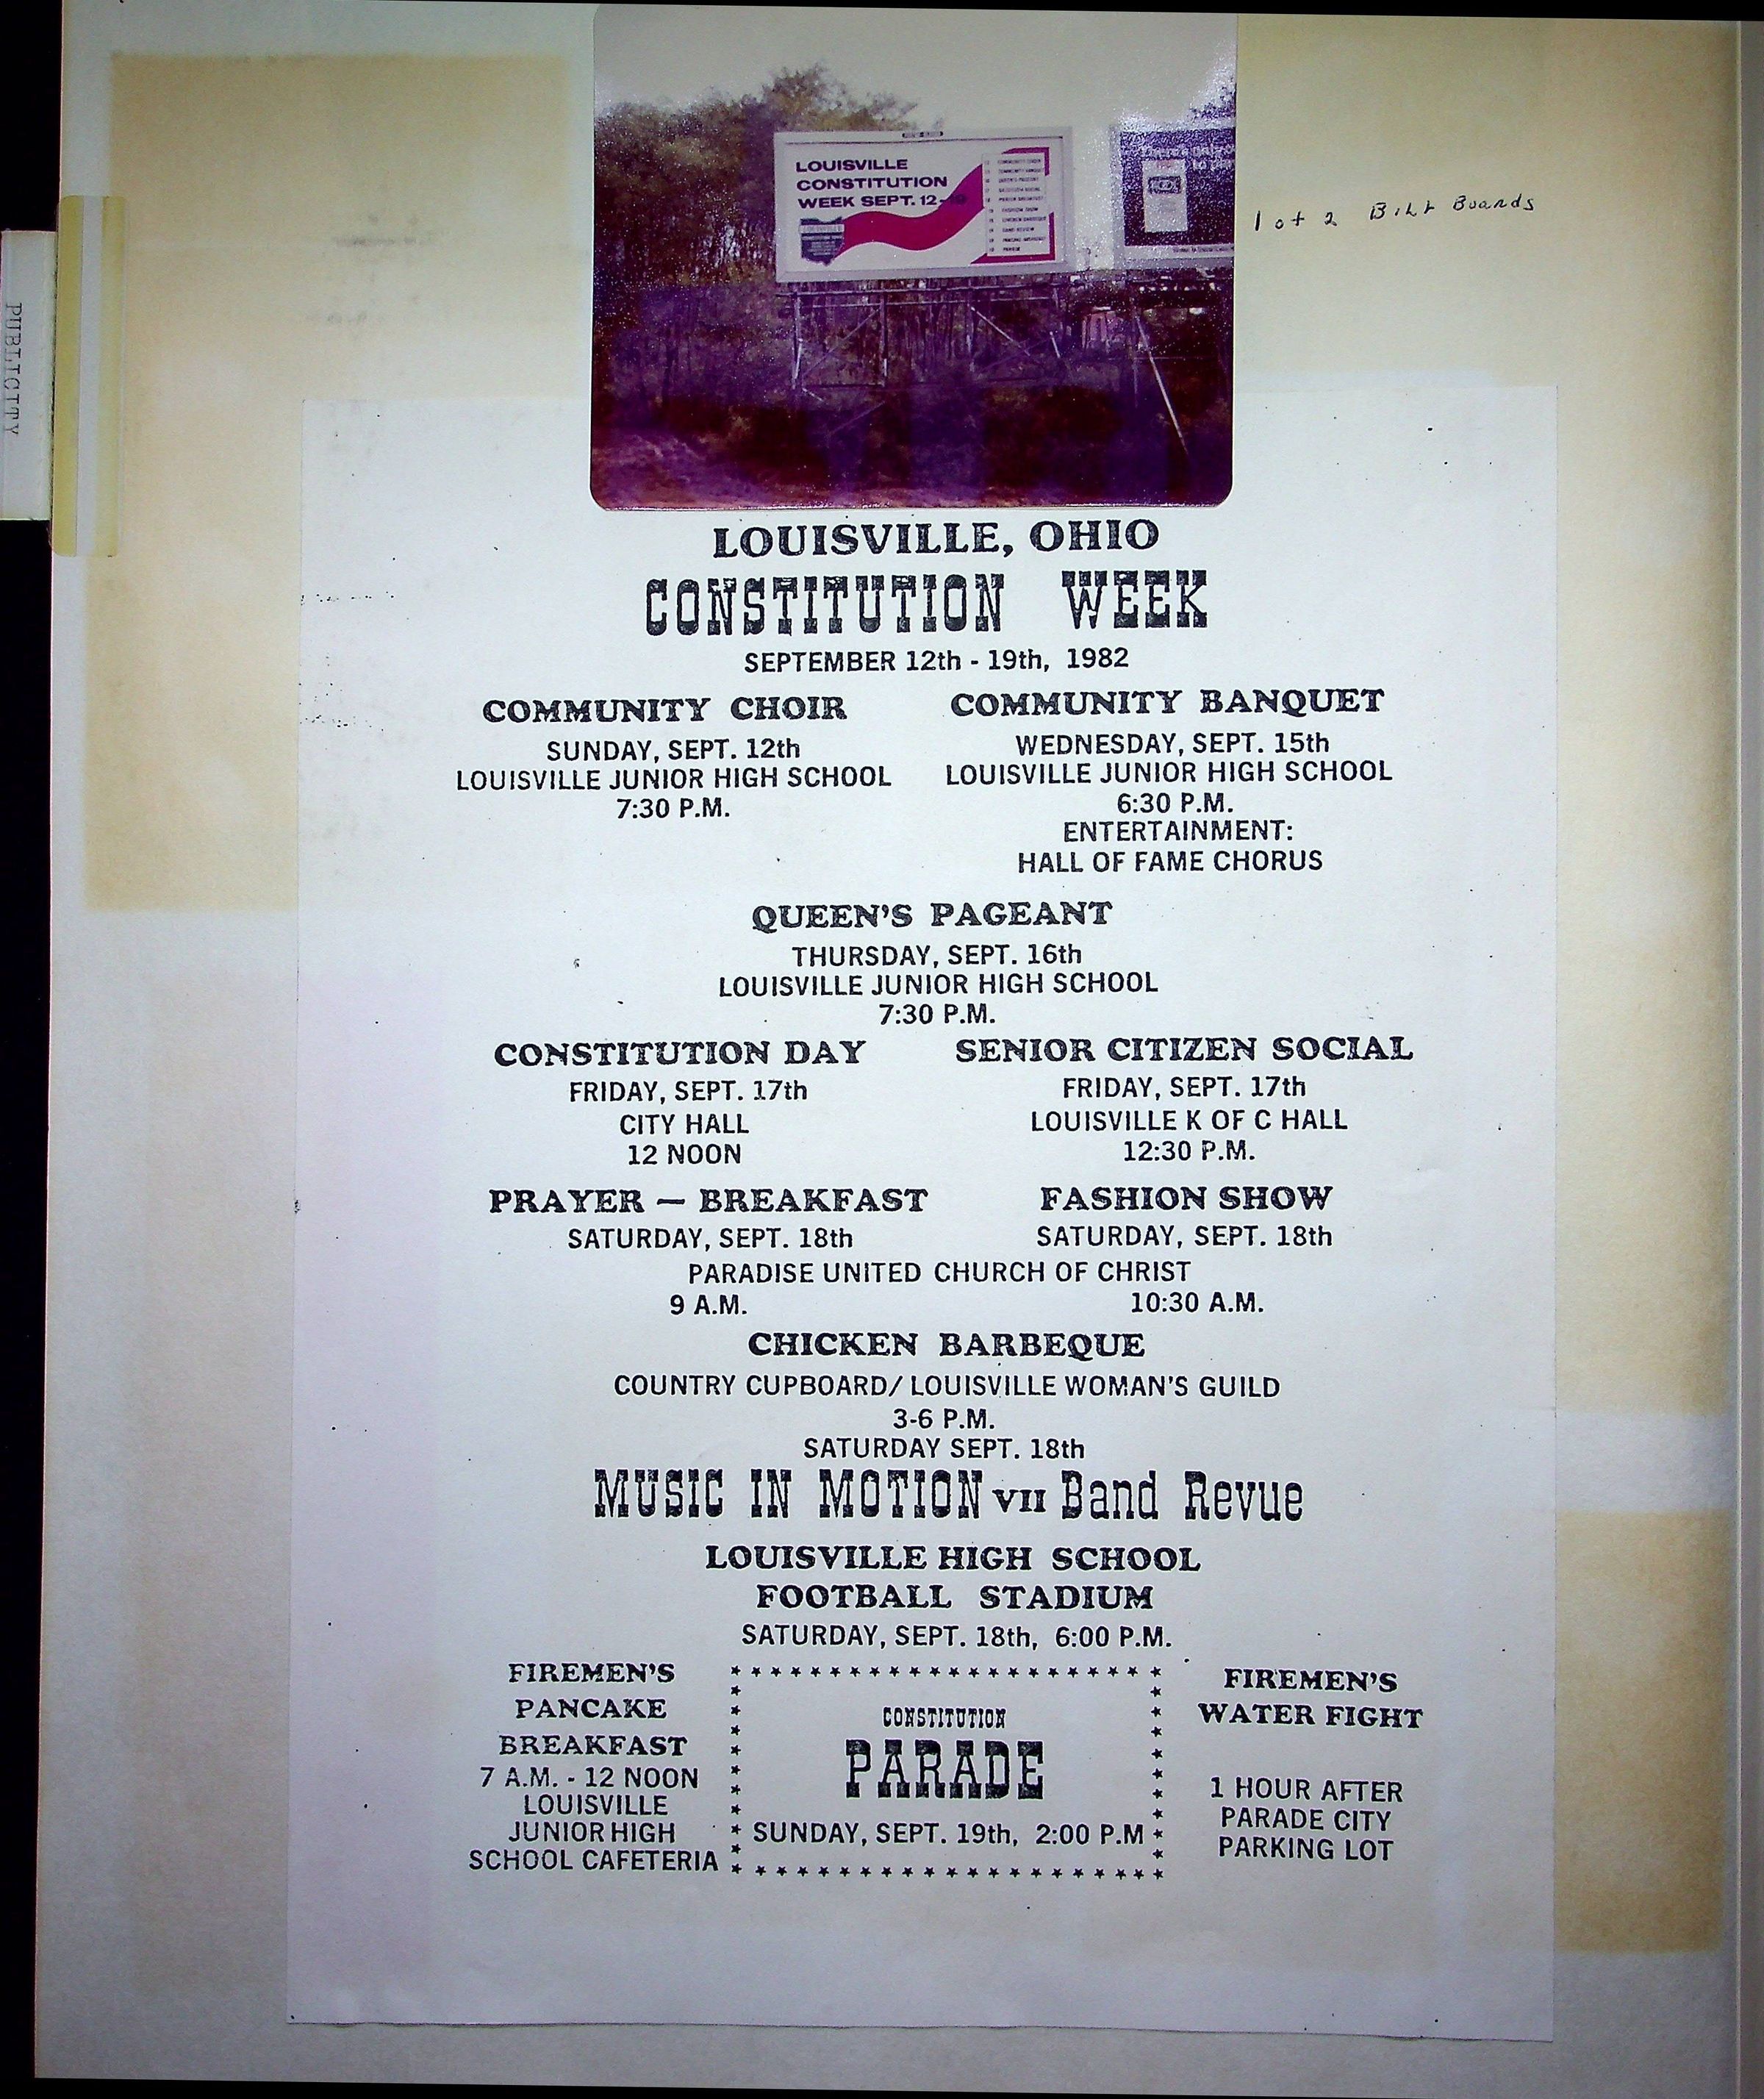 LOUISVILLE
CONSTITUTION
WEEK SEPT. 12-19
1 of 2 Bill Boards
PUBLICITY
LOUISVILLE, OHIO
CONSTITUTION WEEK
SEPTEMBER 12th - 19th, 1982
COMMUNITY CHOIR
SUNDAY, SEPT. 12th
LOUISVILLE JUNIOR HIGH SCHOOL
7:30 P.M.
COMMUNITY BANQUET
WEDNESDAY, SEPT. 15th
LOUISVILLE JUNIOR HIGH SCHOOL
6:30 P.M.
ENTERTAINMENT:
HALL OF FAME CHORUS
QUEEN'S PAGEANT
THURSDAY, SEPT. 16th
LOUISVILLE JUNIOR HIGH SCHOOL
7:30 P.M.
CONSTITUTION DAY
FRIDAY, SEPT. 17th
CITY HALL
12 NOON
SENIOR CITIZEN SOCIAL
FRIDAY, SEPT. 17th
LOUISVILLE K OF C HALL
12:30 P.M.
PRAYER — BREAKFAST
SATURDAY, SEPT. 18th
FASHION SHOW
SATURDAY, SEPT. 18th
PARADISE UNITED CHURCH OF CHRIST
9 A.M. 10:30 A.M.
CHICKEN BARBEQUE
COUNTRY CUPBOARD/ LOUISVILLE WOMAN'S GUILD
3-6 P.M.
SATURDAY SEPT. 18th
MUSIC IN MOTION VII Band Revue
LOUISVILLE HIGH SCHOOL
FOOTBALL STADIUM
SATURDAY, SEPT. 18th, 6:00 P.M.
FIREMEN'S
PANCAKE
BREAKFAST
7 A.M. - 12 NOON
LOUISVILLE
JUNIOR HIGH
SCHOOL CAFETERIA
CONSTITUTION
PARADE
SUNDAY, SEPT. 19th, 2:00 P.M
FIREMEN'S
WATER FIGHT
1 HOUR AFTER
PARADE CITY
PARKING LOT